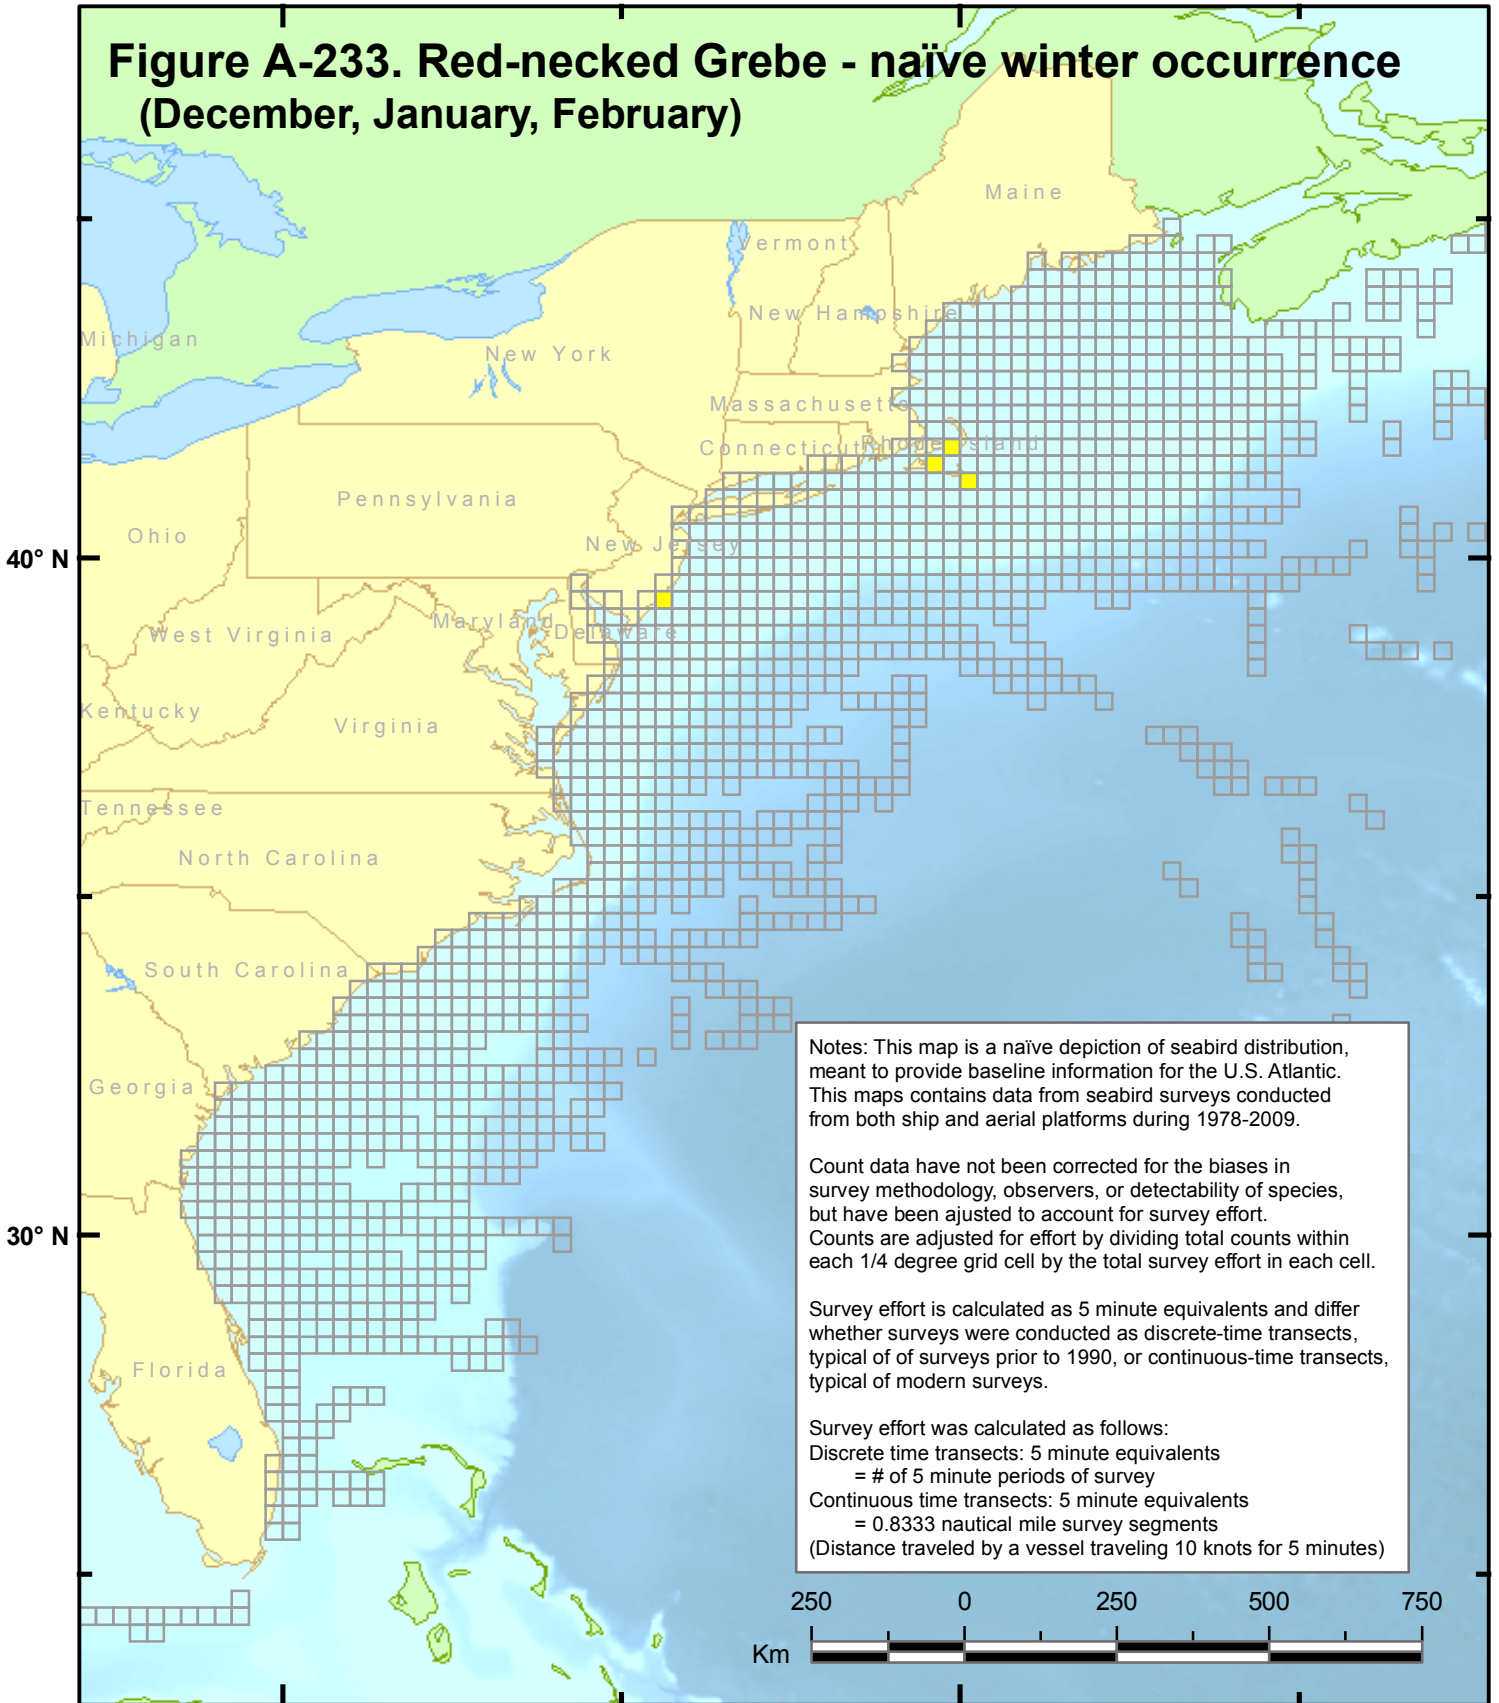 Figure A-233. Red-necked Grebe - naïve winter occurrence
(December, January, February)
Maine
Vermont
New Hampshire
Michigan
New York
Massachusetts
Connecticut
Rhode Island
Pennsylvania
Ohio
New Jersey
40° N
West Virginia
Maryland
Delaware
Kentucky
Virginia
Tennessee
North Carolina
South Carolina
Georgia
30° N
Florida
Notes: This map is a naïve depiction of seabird distribution,
meant to provide baseline information for the U.S. Atlantic.
This maps contains data from seabird surveys conducted
from both ship and aerial platforms during 1978-2009.
Count data have not been corrected for the biases in
survey methodology, observers, or detectability of species,
but have been ajusted to account for survey effort.
Counts are adjusted for effort by dividing total counts within
each 1/4 degree grid cell by the total survey effort in each cell.
Survey effort is calculated as 5 minute equivalents and differ
whether surveys were conducted as discrete-time transects,
typical of of surveys prior to 1990, or continuous-time transects,
typical of modern surveys.
Survey effort was calculated as follows:
Discrete time transects: 5 minute equivalents
= # of 5 minute periods of survey
Continuous time transects: 5 minute equivalents
= 0.8333 nautical mile survey segments
(Distance traveled by a vessel traveling 10 knots for 5 minutes)
250 0 250 500 750
Km